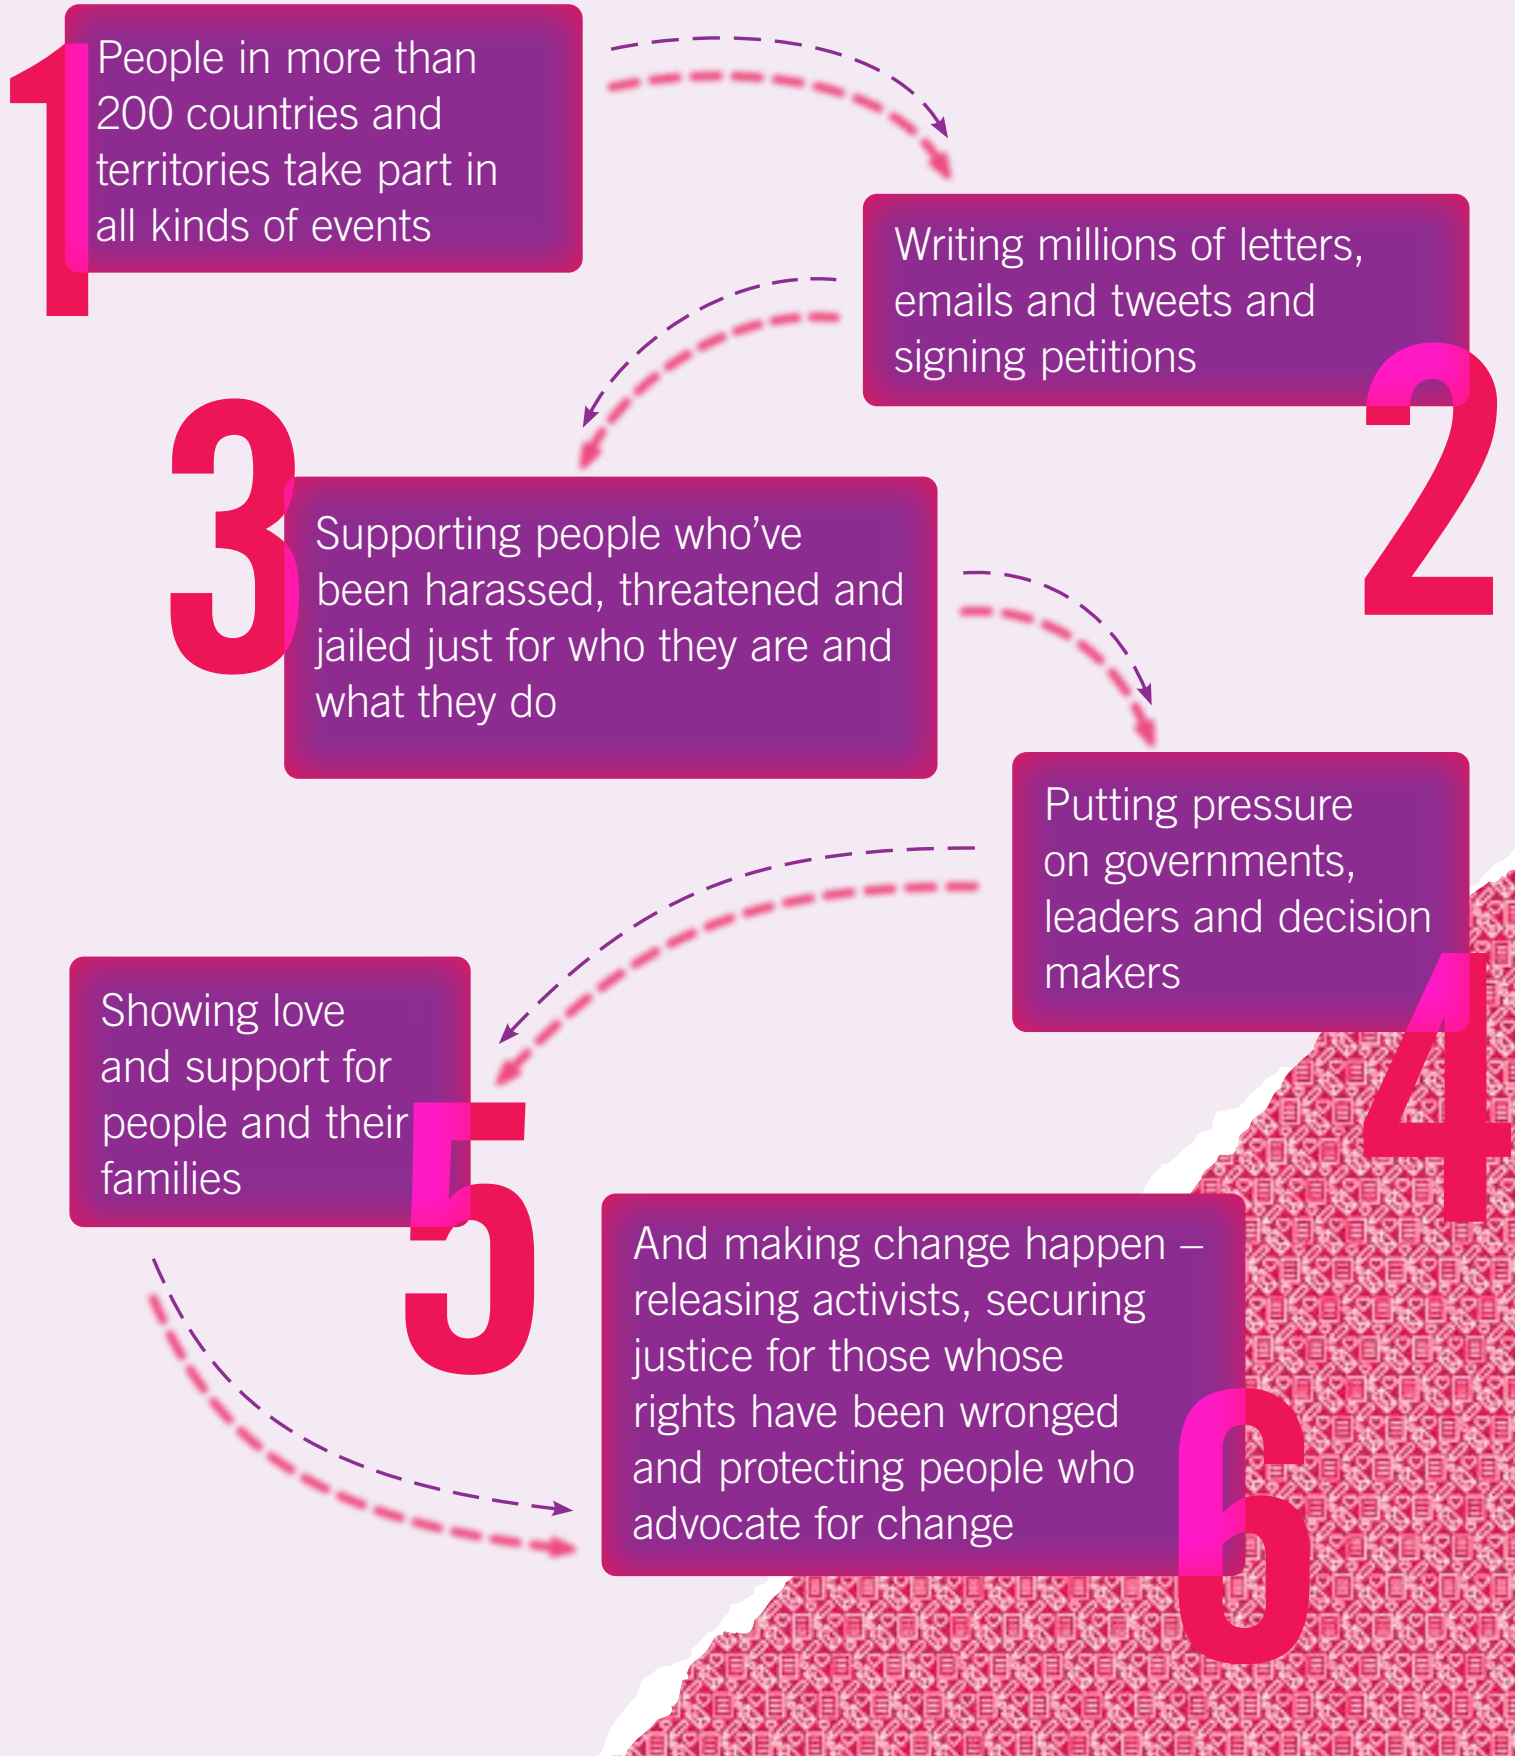 1
People in more than
200 countries and
territories take part in
all kinds of events
2
Writing millions of letters,
emails and tweets and
signing petitions
3
Supporting people who’ve
been harassed, threatened and
jailed just for who they are and
what they do
4
Putting pressure
on governments,
leaders and decision
makers
5
Showing love
and support for
people and their
families
6
And making change happen –
releasing activists, securing
justice for those whose
rights have been wronged
and protecting people who
advocate for change